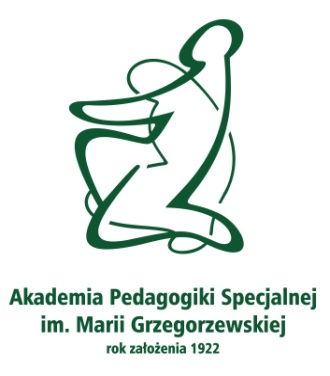 Akademia Pedagogiki Specjalnej
im. Marii Grzegorzewskiej
rok założenia 1922